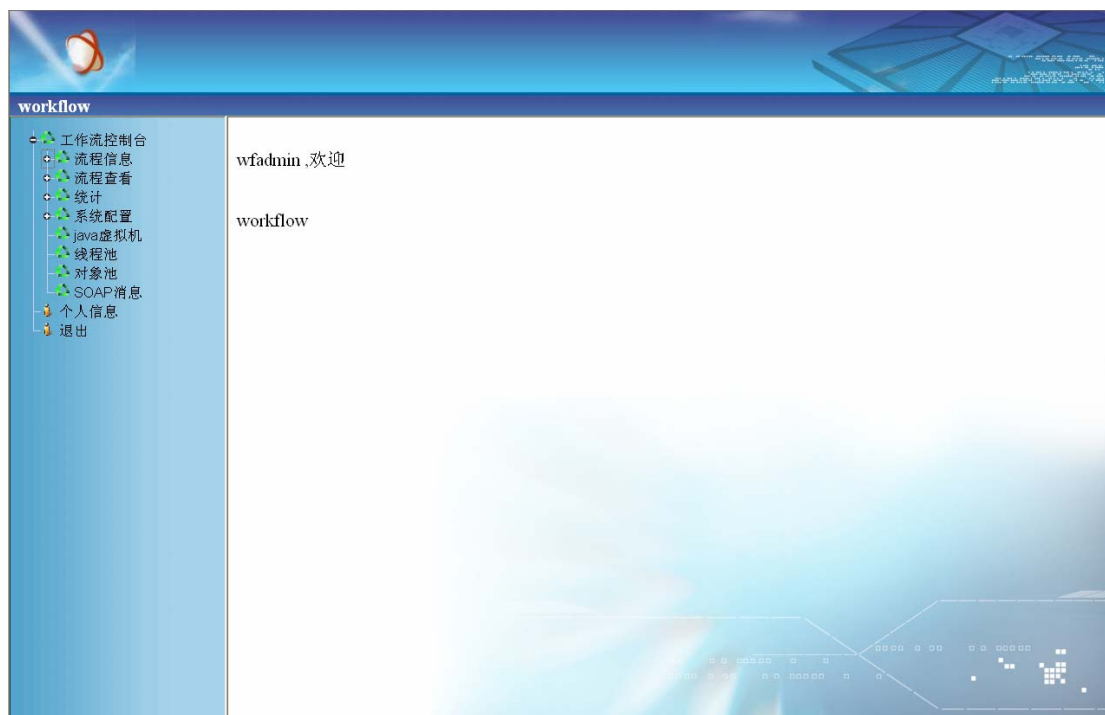 workflow
工作流控制台
流程信息
流程查看
统计
系统配置
java虚拟机
线程池
对象池
SOAP消息
个人信息
退出
wfadmin ,欢迎
workflow